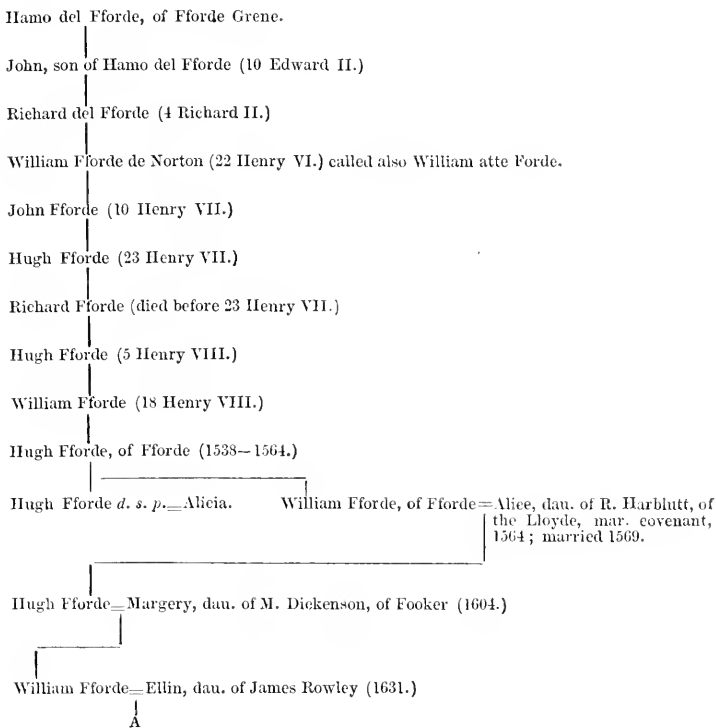 Hamo del Fforde, of Fforde Grene.
John, son of Hamo del Fforde (10 Edward II.)
Richard del Fforde (4 Richard II.)
William Fforde de Norton (22 Henry VI.) called also William atte Forde.
John Fforde (10 Henry VII.)
Hugh Fforde (23 Henry VII.)
Richard Fforde (died before 23 Henry VII.)
Hugh Fforde (5 Henry VIII.)
William Fforde (18 Henry VIII.)
Hugh Fforde, of Fforde (1538–1564.)
Hugh Fforde d. s. p.=Alicia. William Fforde, of Fforde=Alice, dau. of R. Harblutt, of
the Lloyde, mar. covenant,
1564; married 1569.
Hugh Fforde=Margery, dau. of M. Dickenson, of Fooker (1604.)
William Fforde=Ellin, dau. of James Rowley (1631.)
A